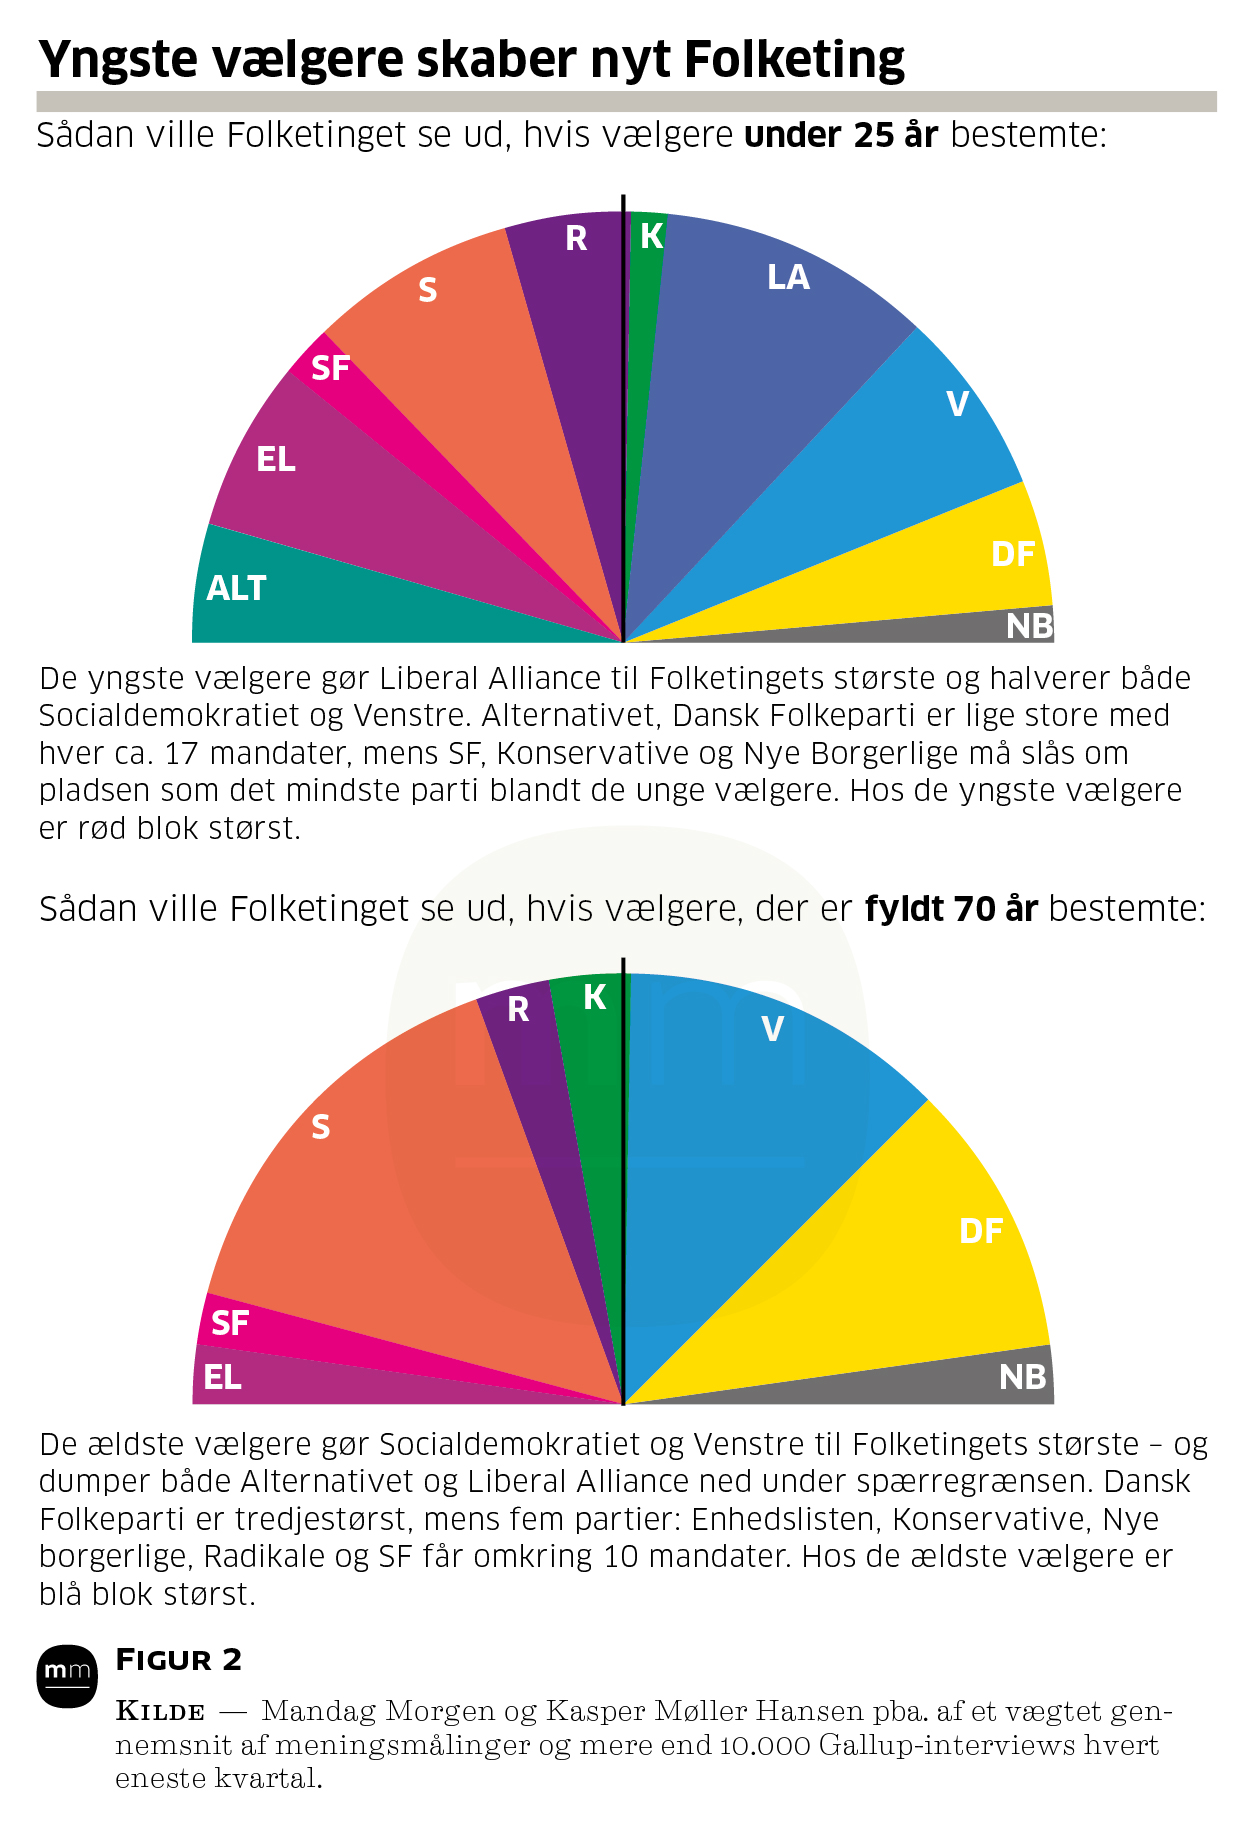 Yngste vælgere skaber nyt Folketing
Sådan ville Folketinget se ud, hvis vælgere under 25 år bestemte:
R
K
LA
S
SF
V
EL
DF
ALT
NB
De yngste vælgere gør Liberal Alliance til Folketingets største og halverer både
Socialdemokratiet og Venstre. Alternativet, Dansk Folkeparti er lige store med
hver ca. 17 mandater, mens SF, Konservative og Nye Borgerlige må slås om
pladsen som det mindste parti blandt de unge vælgere. Hos de yngste vælgere
er rød blok størst.
Sådan ville Folketinget se ud, hvis vælgere, der er fyldt 70 år bestemte:
mm
R
K
V
S
DF
SF
EL
NB
De ældste vælgere gør Socialdemokratiet og Venstre til Folketingets største – og
dumper både Alternativet og Liberal Alliance ned under spærregrænsen. Dansk
Folkeparti er tredjestørst, mens fem partier: Enhedslisten, Konservative, Nye
borgerlige, Radikale og SF får omkring 10 mandater. Hos de ældste vælgere er
blå blok størst.
mm
FIGUR 2
KILDE — Mandag Morgen og Kasper Møller Hansen pba. af et vægtet gen-
nemsnit af meningsmålinger og mere end 10.000 Gallup-interviews hvert
eneste kvartal.